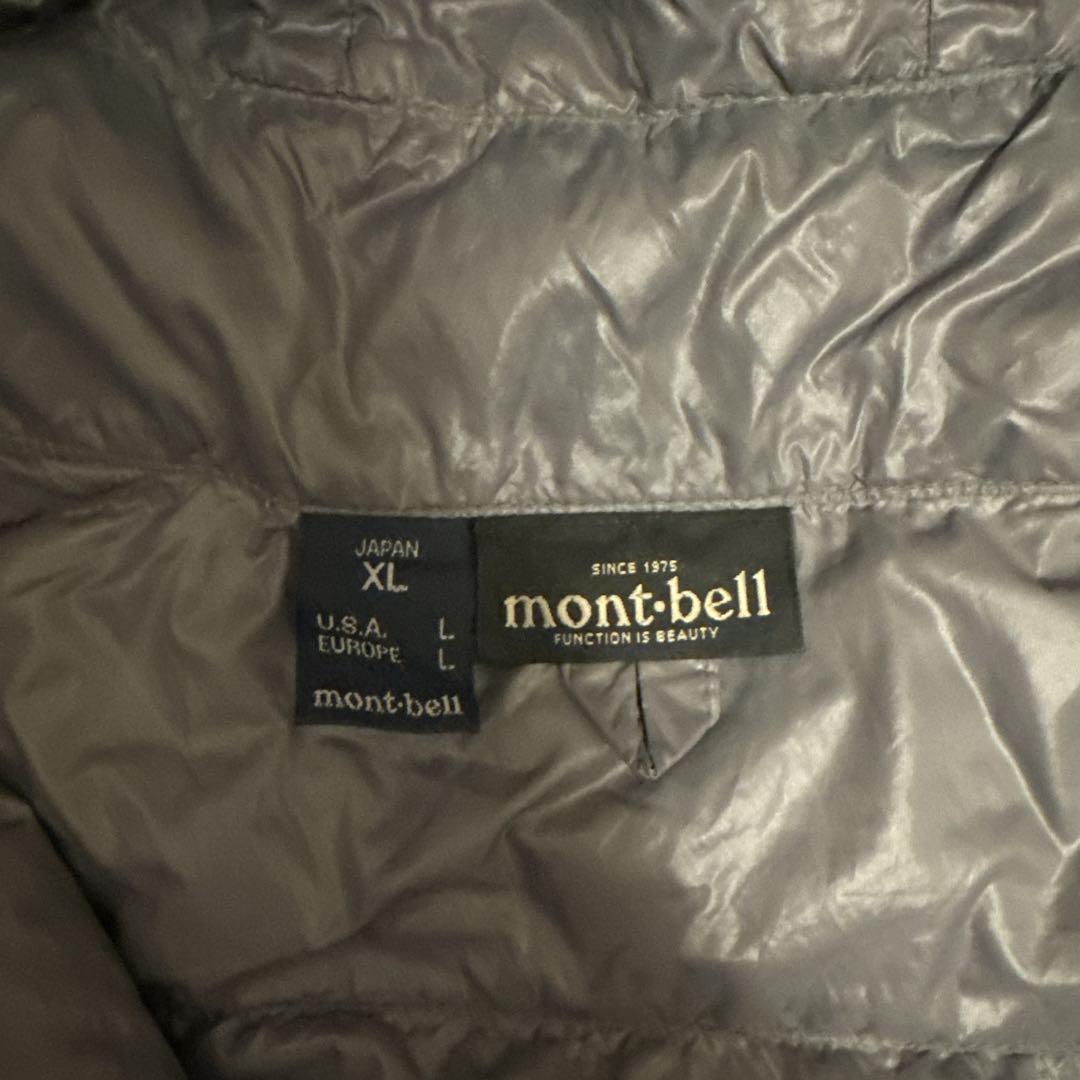 JAPAN
XL
U.S.A. L
EUROPE L
mont·bell
SINCE 1975
mont·bell
FUNCTION IS BEAUTY